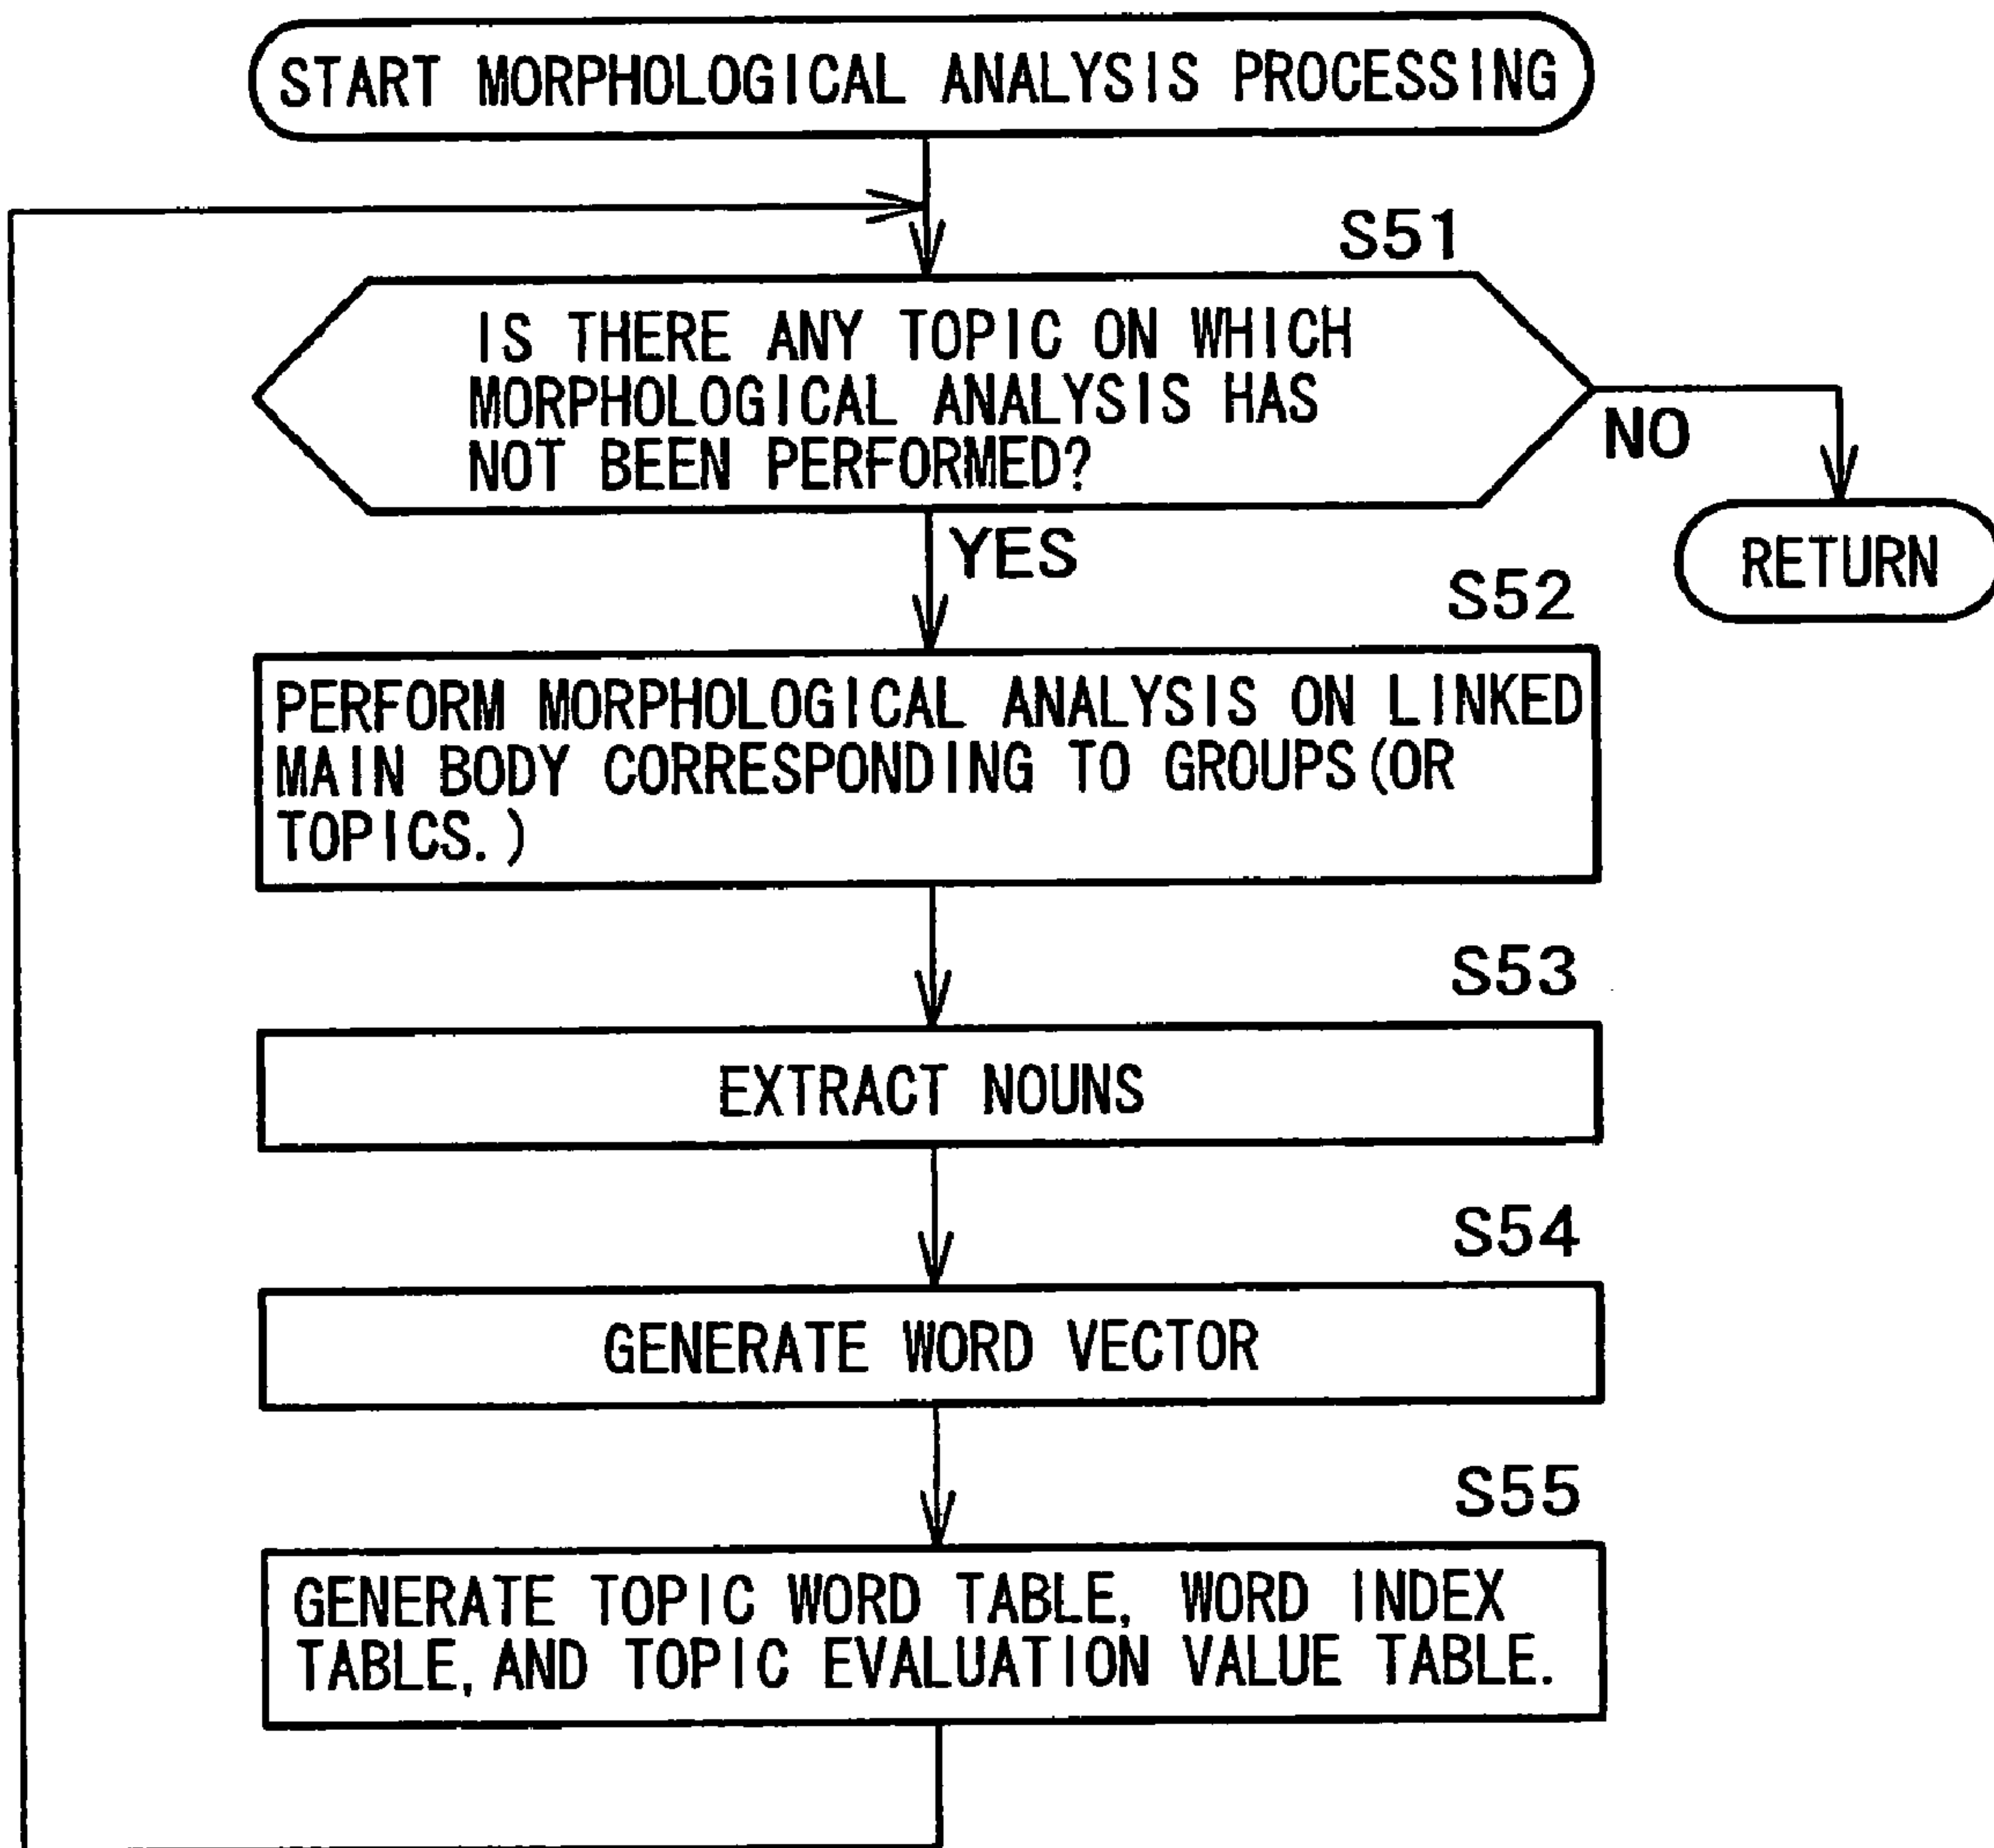 START MORPHOLOGICAL ANALYSIS PROCESSING
S51
IS THERE ANY TOPIC ON WHICH
MORPHOLOGICAL ANALYSIS HAS
NOT BEEN PERFORMED?
NO
YES
RETURN
S52
PERFORM MORPHOLOGICAL ANALYSIS ON LINKED
MAIN BODY CORRESPONDING TO GROUPS(OR
TOPICS.)
S53
EXTRACT NOUNS
S54
GENERATE WORD VECTOR
S55
GENERATE TOPIC WORD TABLE, WORD INDEX
TABLE, AND TOPIC EVALUATION VALUE TABLE.